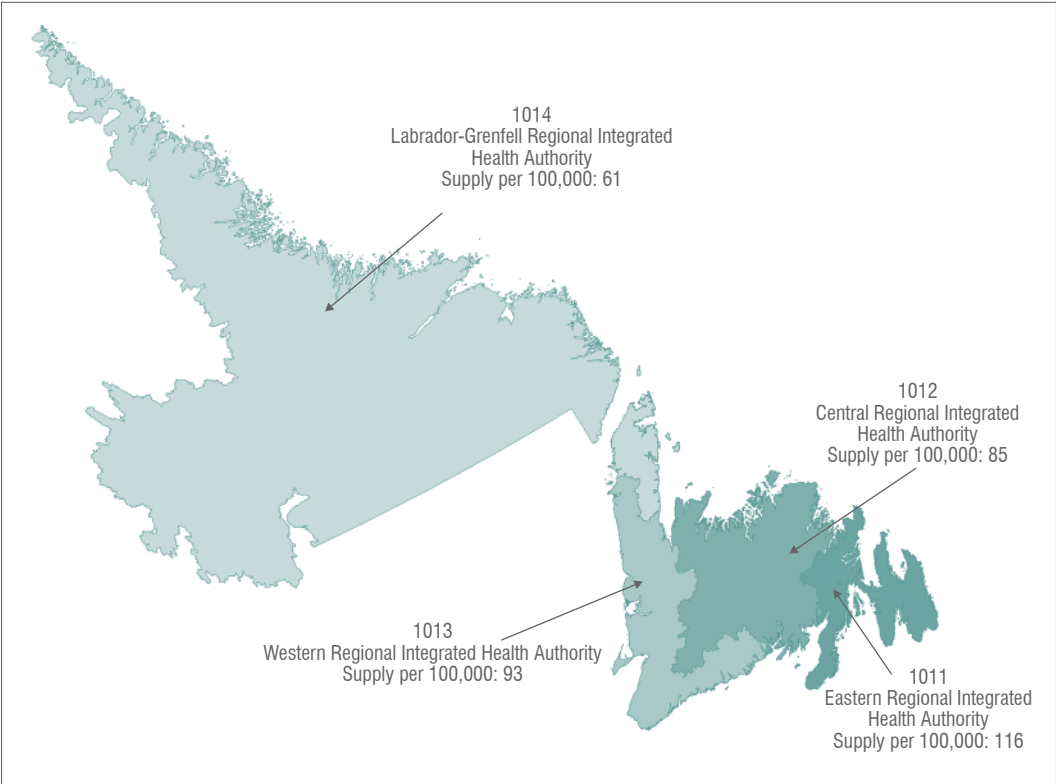 1014
Labrador-Grenfell Regional Integrated
Health Authority
Supply per 100,000: 61
1012
Central Regional Integrated
Health Authority
Supply per 100,000: 85
1013
Western Regional Integrated Health Authority
Supply per 100,000: 93
1011
Eastern Regional Integrated
Health Authority
Supply per 100,000: 116